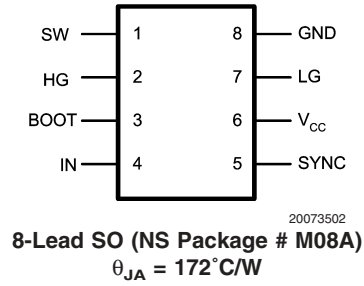 SW 1 8 GND
HG 2 7 LG
BOOT 3 6 VCC
IN 4 5 SYNC
20073502
8-Lead SO (NS Package # M08A)
θJA = 172˚C/W